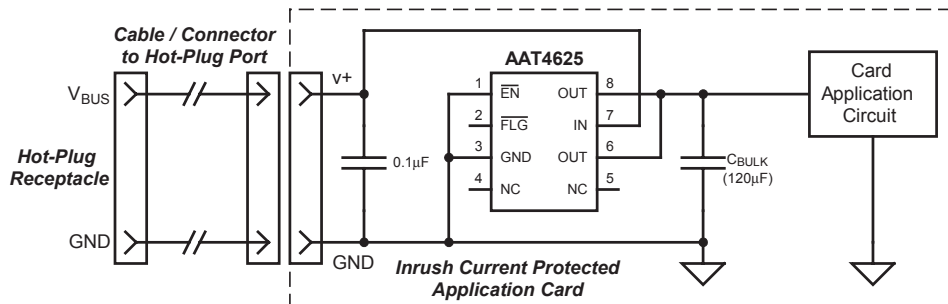 Cable / Connector
to Hot-Plug Port
VBUS
Hot-Plug
Receptacle
GND
v+
0.1µF
GND
AAT4625
1 EN OUT 8
2 FLG IN 7
3 GND OUT 6
4 NC NC 5
CBULK
(120µF)
Card
Application
Circuit
Inrush Current Protected
Application Card